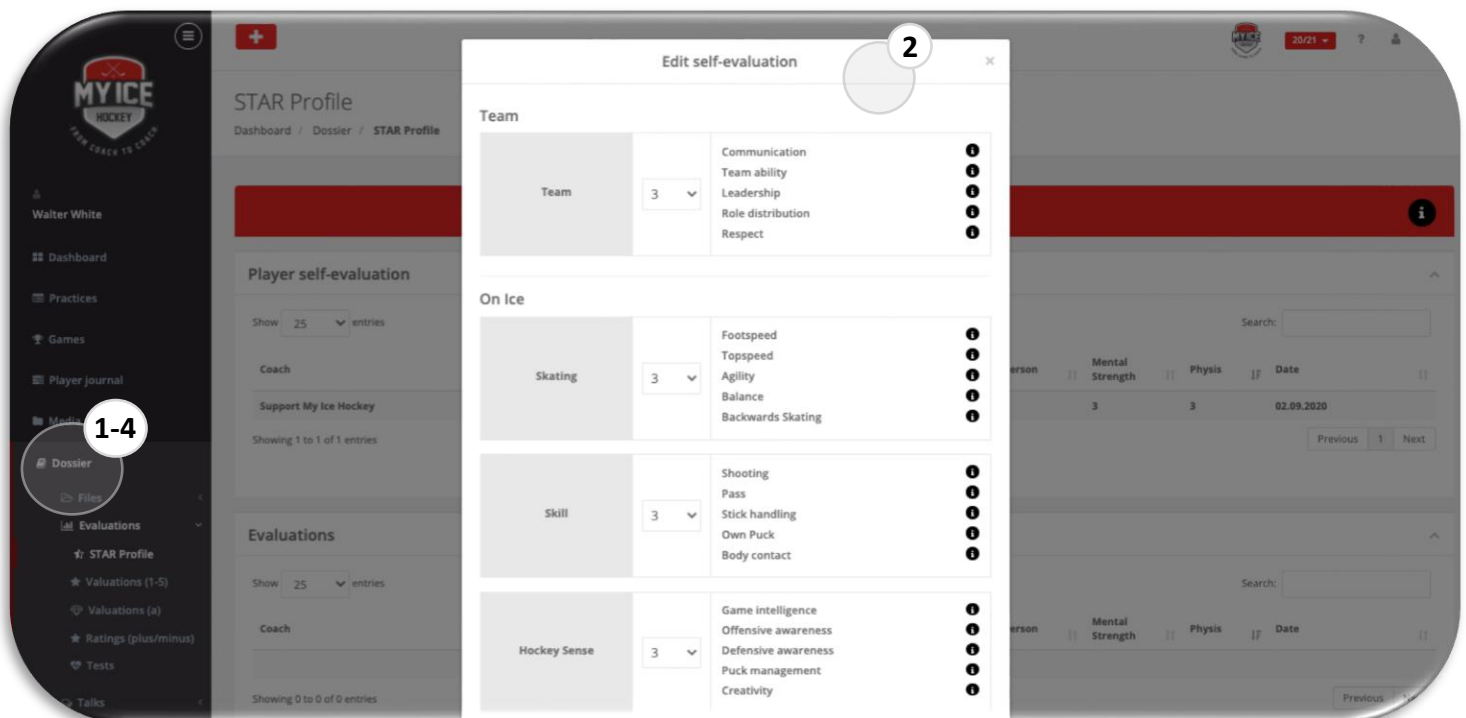 MY ICE
HOCKEY
FROM COACH TO COACH
Walter White
Dashboard
Practices
Games
Player journal
Media
1-4
Dossier
Files
Evaluations
STAR Profile
Valuations (1-5)
Valuations (a)
Ratings (plus/minus)
Tests
Talks
MY ICE
HOCKEY
20/21
?
STAR Profile
Dashboard / Dossier / STAR Profile
Player self-evaluation
Show 25 entries
Search:
Coach
erson
Mental
Strength
Physis
Date
Support My Ice Hockey
3
3
02.09.2020
Showing 1 to 1 of 1 entries
Previous 1 Next
Evaluations
Show 25 entries
Search:
Coach
erson
Mental
Strength
Physis
Date
Showing 0 to 0 of 0 entries
Previous
Edit self-evaluation
2
×
Team
Team
3
Communication
Team ability
Leadership
Role distribution
Respect
On Ice
Skating
3
Footspeed
Topspeed
Agility
Balance
Backwards Skating
Skill
3
Shooting
Pass
Stick handling
Own Puck
Body contact
Hockey Sense
3
Game intelligence
Offensive awareness
Defensive awareness
Puck management
Creativity